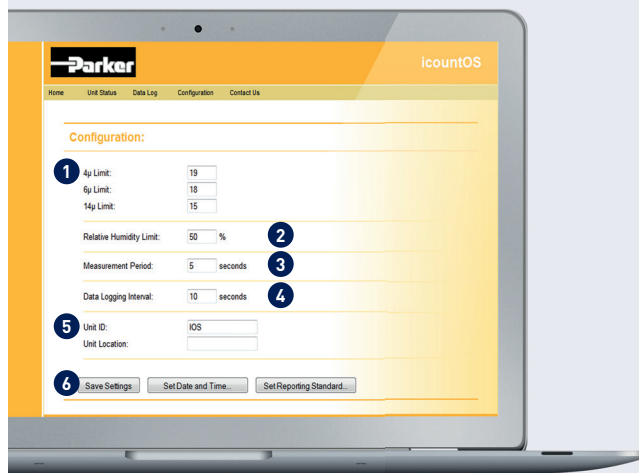 Parker
icountOS
Home Unit Status Data Log Configuration Contact Us
Configuration:
1 4µ Limit: 19
6µ Limit: 18
14µ Limit: 15
Relative Humidity Limit: 50 % 2
Measurement Period: 5 seconds 3
Data Logging Interval: 10 seconds 4
5 Unit ID: IOS
Unit Location:
6 Save Settings Set Date and Time... Set Reporting Standard...